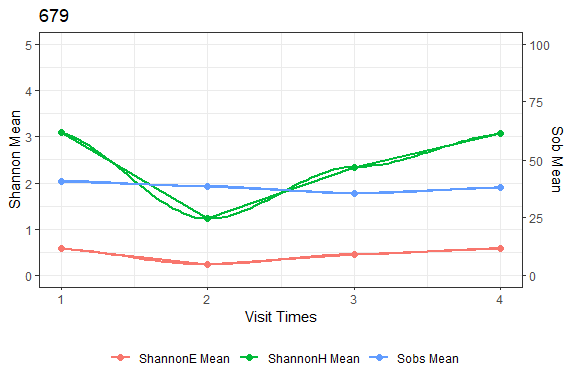 679
5
4
3
2
1
0
Shannon Mean
100
75
50
25
0
Sob Mean
1 2 3 4
Visit Times
ShannonE Mean ShannonH Mean Sobs Mean